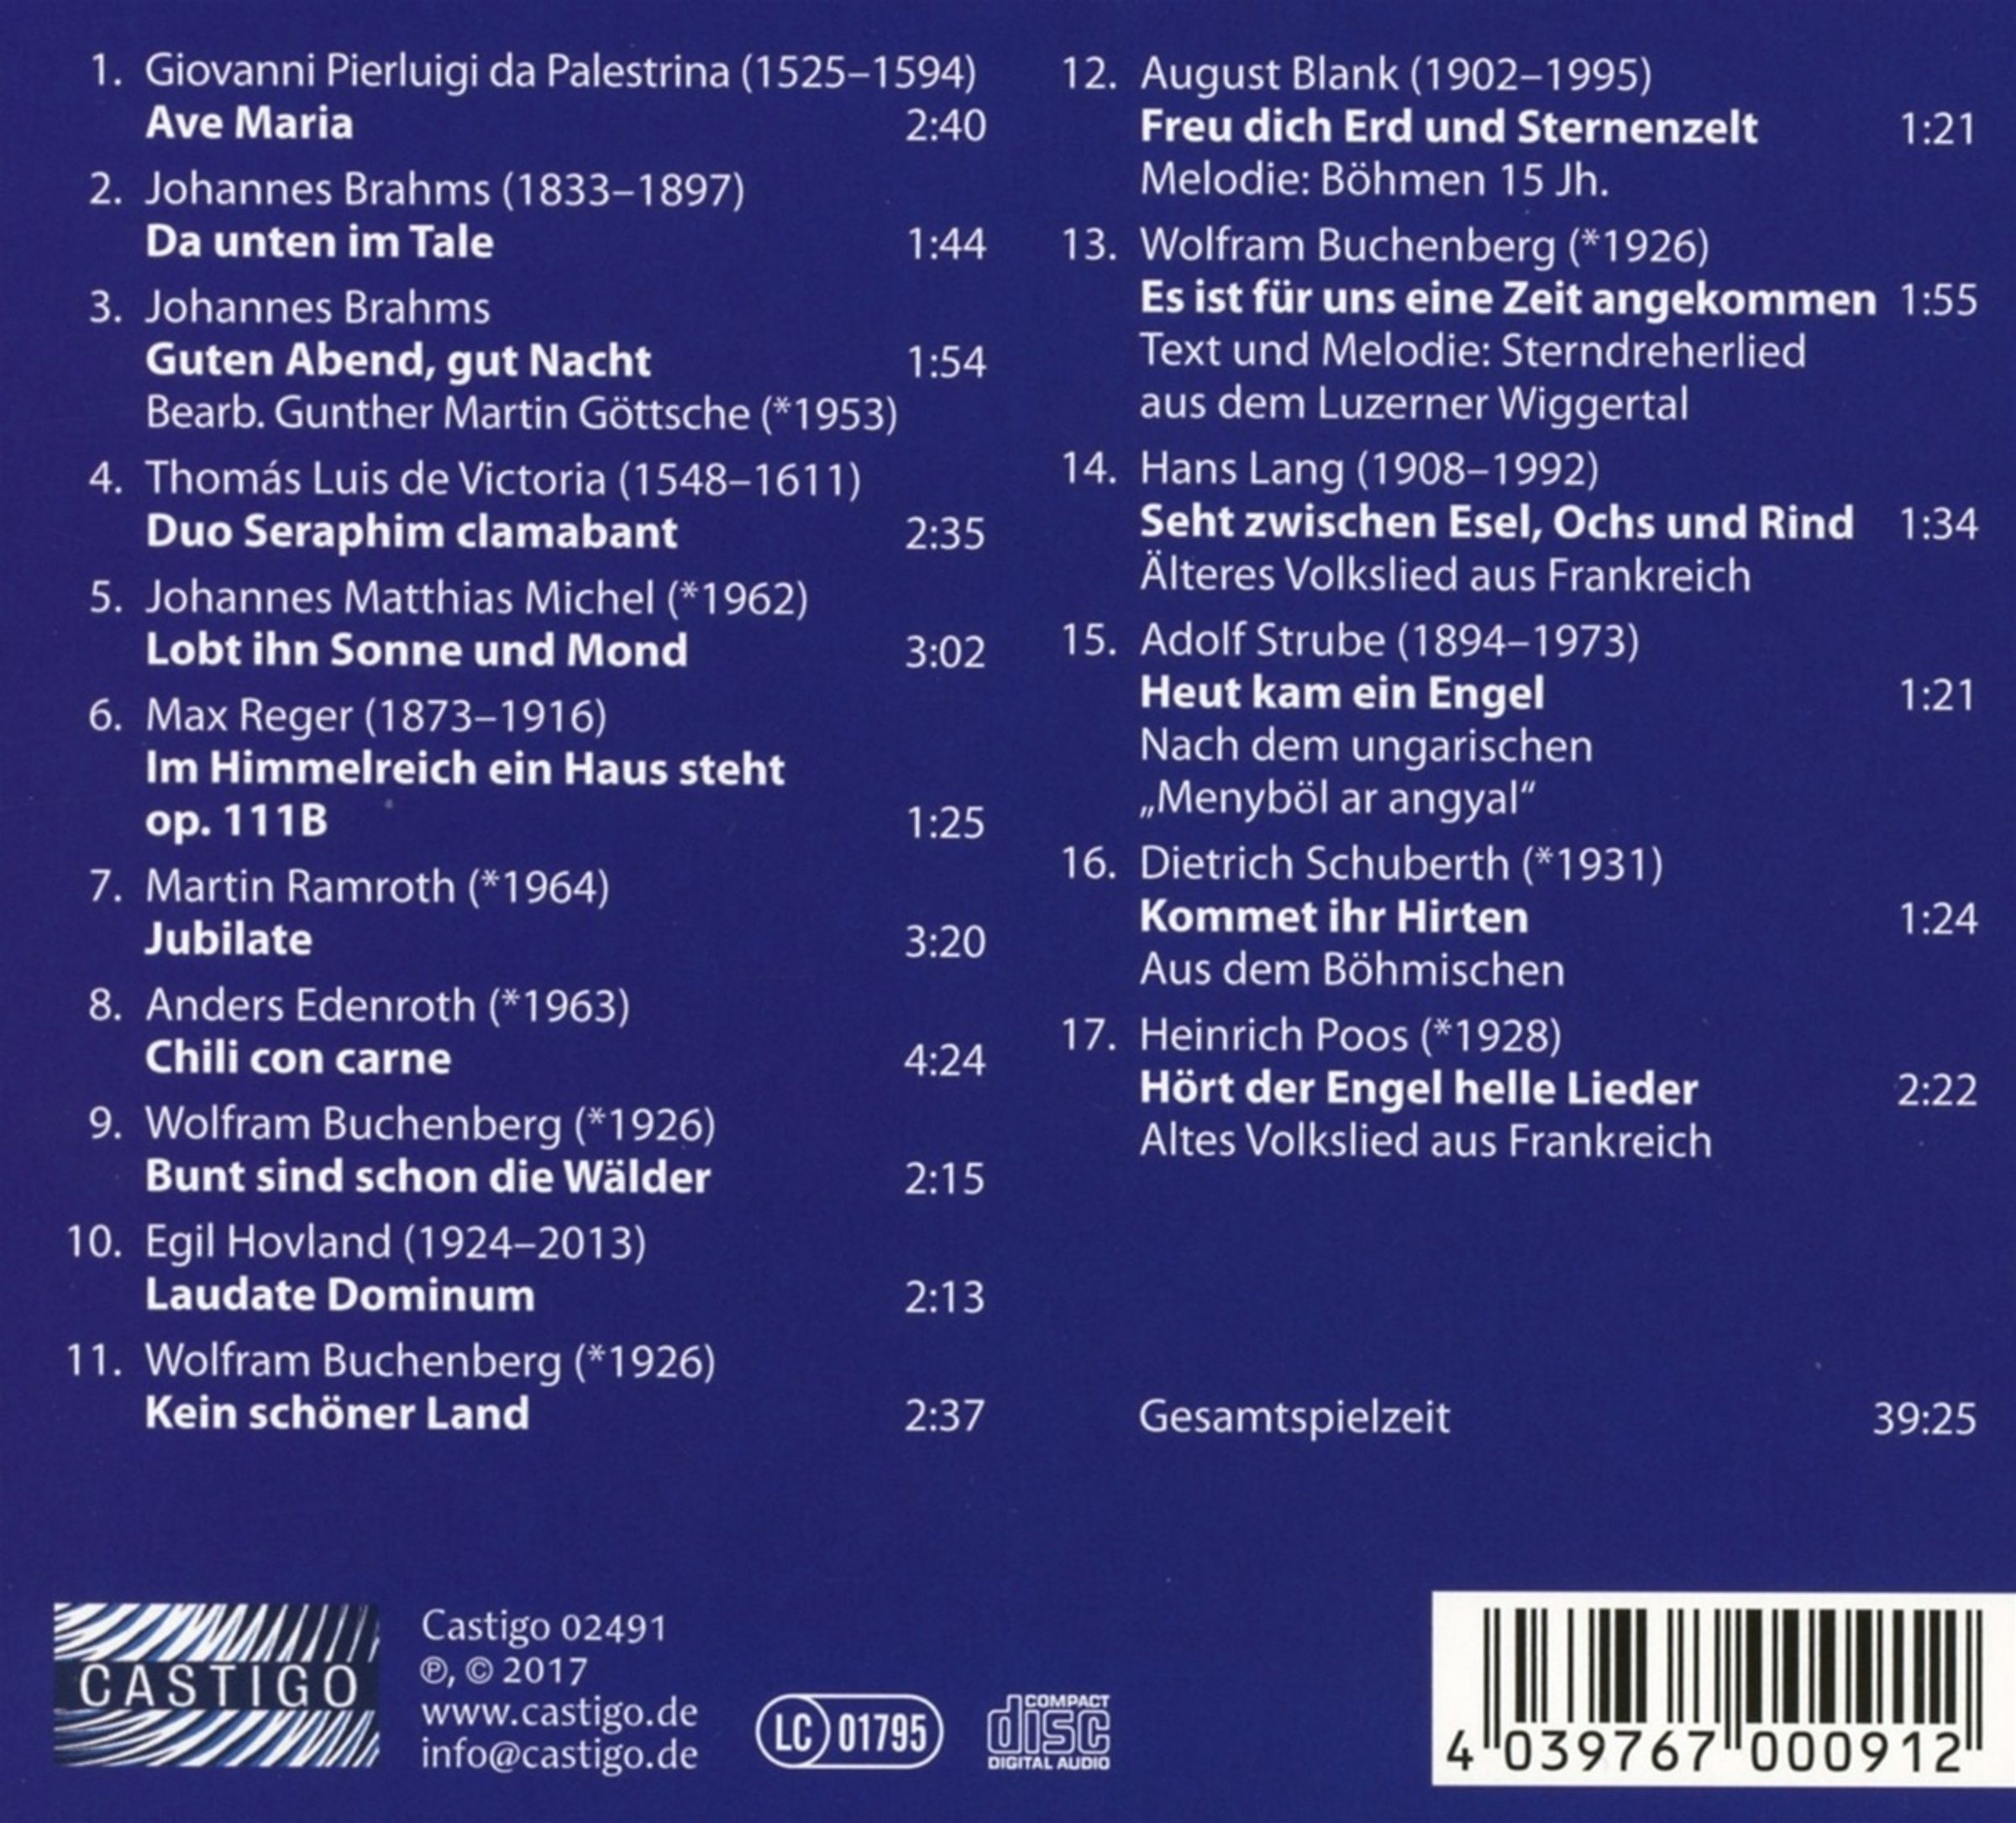 1. Giovanni Pierluigi da Palestrina (1525–1594)
Ave Maria 2:40
2. Johannes Brahms (1833–1897)
Da unten im Tale 1:44
3. Johannes Brahms
Guten Abend, gut Nacht 1:54
Bearb. Gunther Martin Göttsche (*1953)
4. Thomás Luis de Victoria (1548–1611)
Duo Seraphim clamabant 2:35
5. Johannes Matthias Michel (*1962)
Lobt ihn Sonne und Mond 3:02
6. Max Reger (1873–1916)
Im Himmelreich ein Haus steht
op. 111B 1:25
7. Martin Ramroth (*1964)
Jubilate 3:20
8. Anders Edenroth (*1963)
Chili con carne 4:24
9. Wolfram Buchenberg (*1926)
Bunt sind schon die Wälder 2:15
10. Egil Hovland (1924–2013)
Laudate Dominum 2:13
11. Wolfram Buchenberg (*1926)
Kein schöner Land 2:37
12. August Blank (1902–1995)
Freu dich Erd und Sternenzelt 1:21
Melodie: Böhmen 15 Jh.
13. Wolfram Buchenberg (*1926)
Es ist für uns eine Zeit angekommen 1:55
Text und Melodie: Sterndreherlied
aus dem Luzerner Wiggertal
14. Hans Lang (1908–1992)
Seht zwischen Esel, Ochs und Rind 1:34
Älteres Volkslied aus Frankreich
15. Adolf Strube (1894–1973)
Heut kam ein Engel 1:21
Nach dem ungarischen
„Menyböl ar angyal“
16. Dietrich Schuberth (*1931)
Kommet ihr Hirten 1:24
Aus dem Böhmischen
17. Heinrich Poos (*1928)
Hört der Engel helle Lieder 2:22
Altes Volkslied aus Frankreich
Gesamtspielzeit 39:25
CASTIGO
Castigo 02491
℗, © 2017
www.castigo.de
info@castigo.de
LC 01795
COMPACT
disc
DIGITAL AUDIO
4 039767 000912